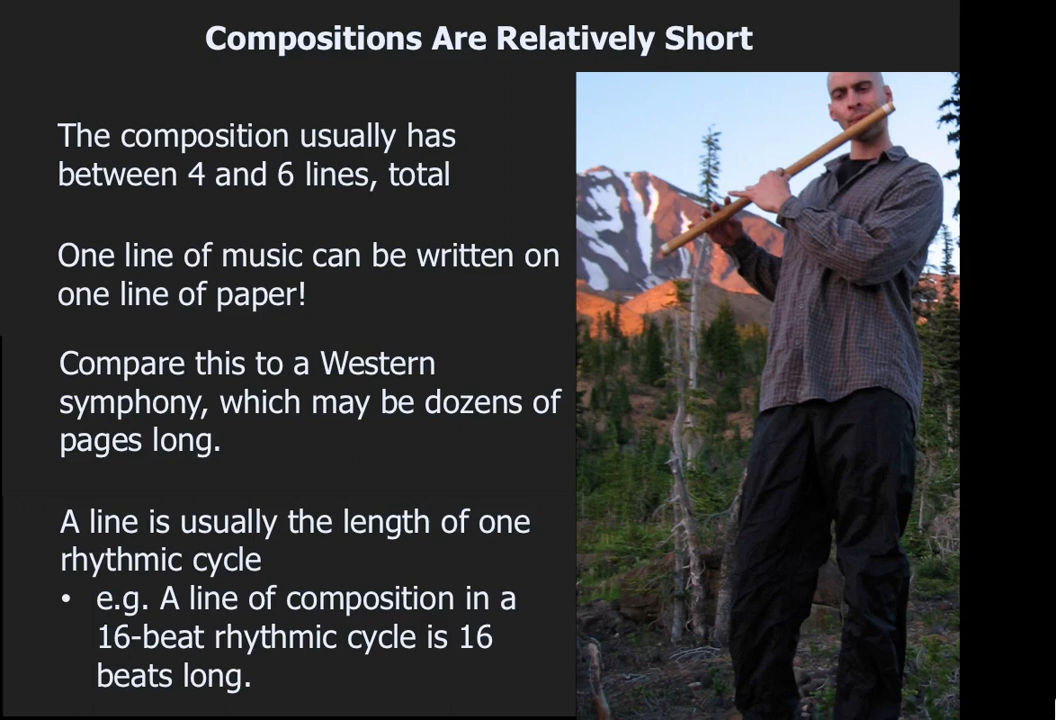 Compositions Are Relatively Short
The composition usually has
between 4 and 6 lines, total
One line of music can be written on
one line of paper!
Compare this to a Western
symphony, which may be dozens of
pages long.
A line is usually the length of one
rhythmic cycle
• e.g. A line of composition in a
16-beat rhythmic cycle is 16
beats long.